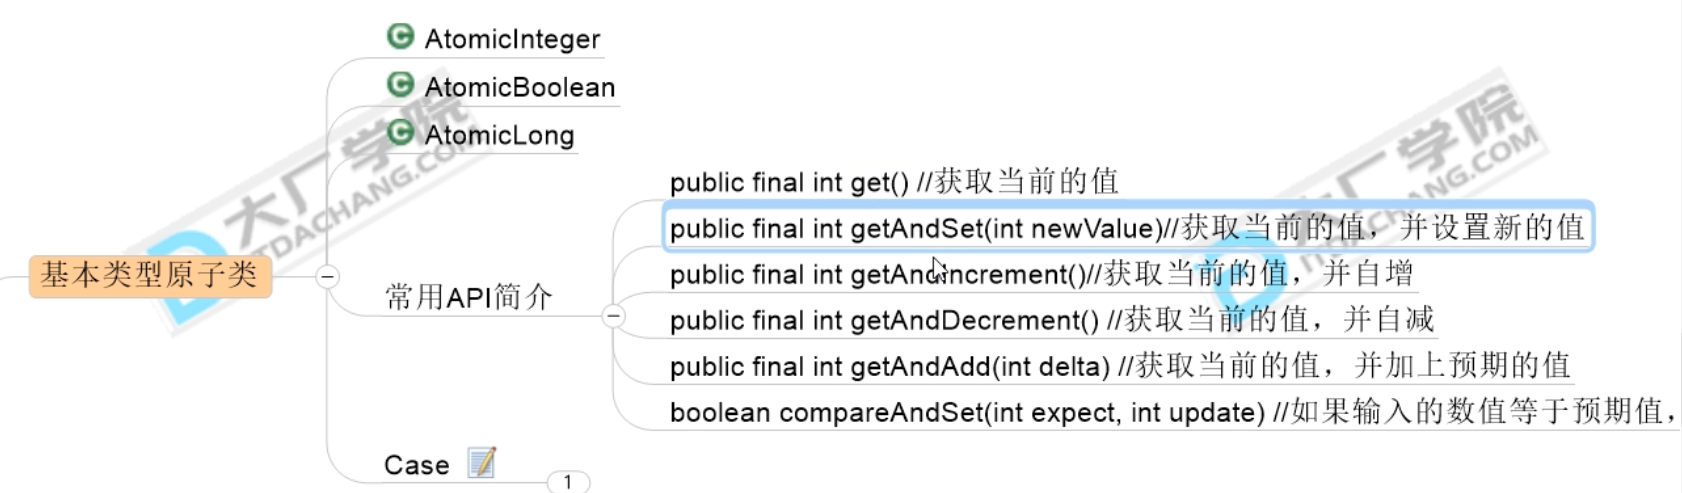 AtomicInteger
AtomicBoolean
AtomicLong
public final int get() //获取当前的值
public final int getAndSet(int newValue)//获取当前的值，并设置新的值
public final int getAndIncrement()//获取当前的值，并自增
基本类型原子类
常用API简介
public final int getAndDecrement() //获取当前的值，并自减
public final int getAndAdd(int delta) //获取当前的值，并加上预期的值
boolean compareAndSet(int expect, int update) //如果输入的数值等于预期值，
Case
1
大厂学院
ITDACHANG.COM
大厂学院
ITDACHANG.COM